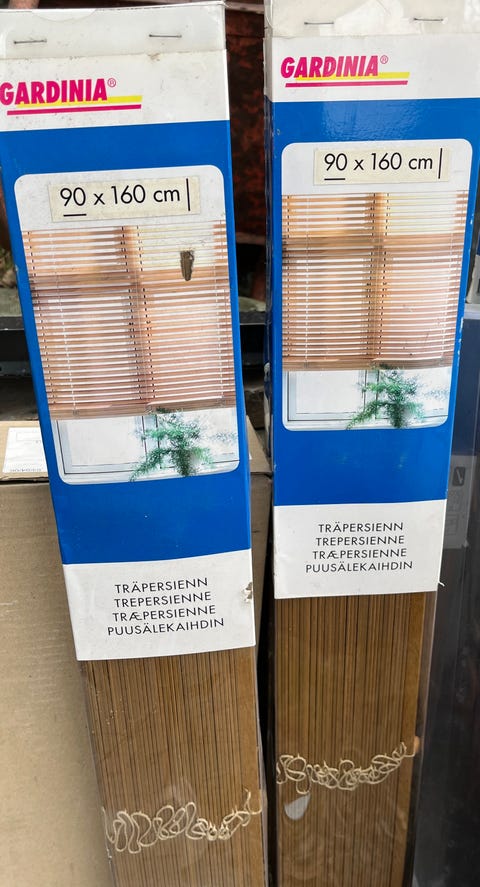 GARDINIA®
90 x 160 cm
TRÄPERSIENN
TREPERSIENNE
TRÆPERSIENNE
PUUSÄLEKAIHDIN
GARDINIA®
90 x 160 cm
TRÄPERSIENN
TREPERSIENNE
TRÆPERSIENNE
PUUSÄLEKAIHDIN